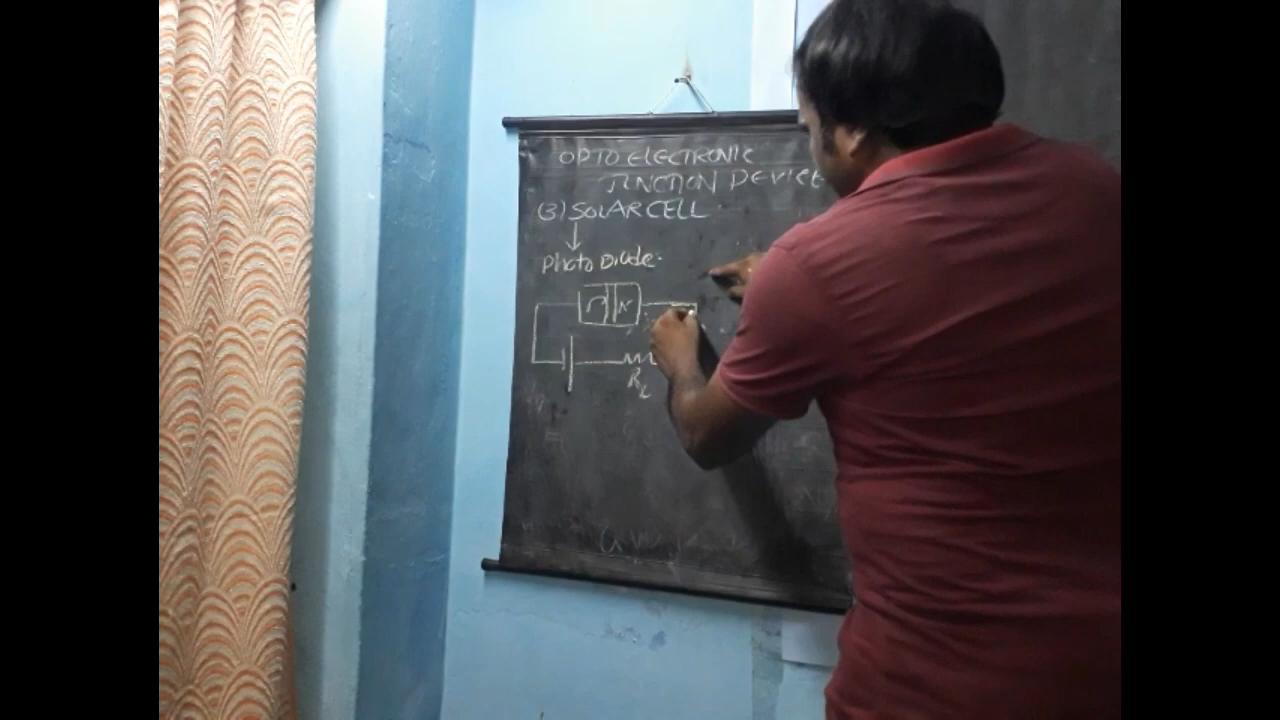 OPTO ELECTRONIC
JUNCTION DEVICE
(3) SOLAR CELL
Photo Diode.
P N
RL